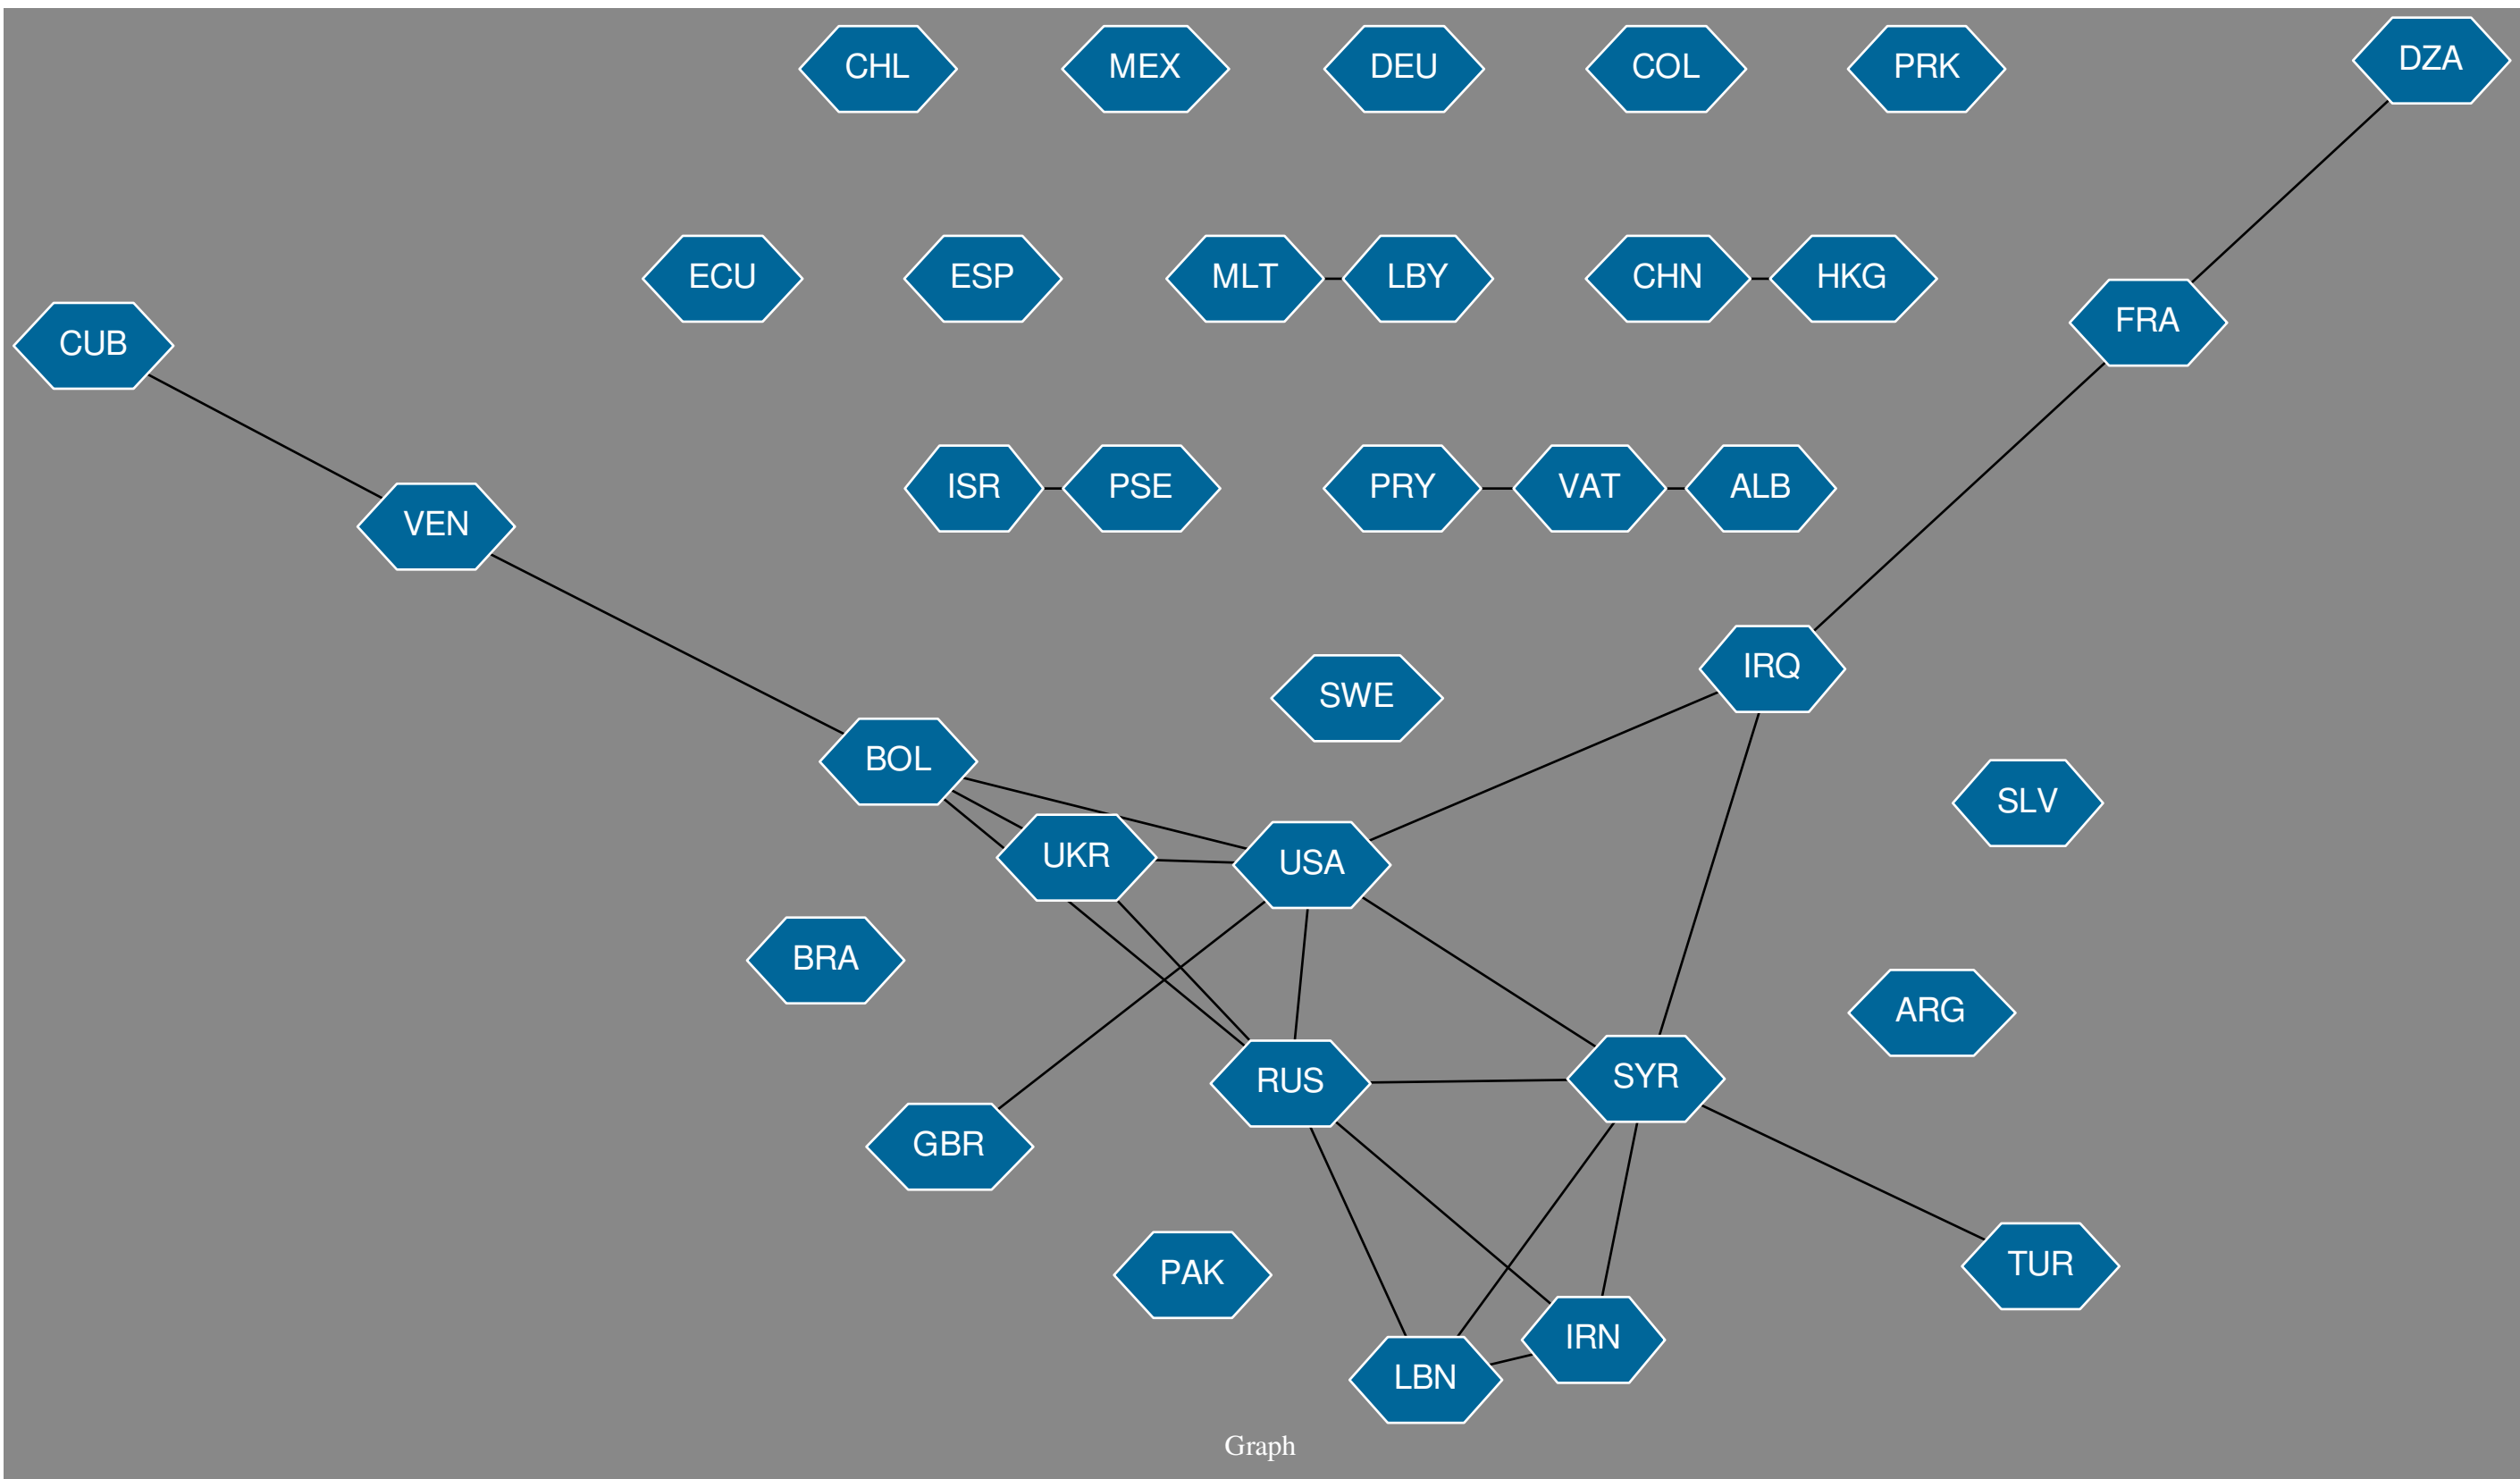 CHL MEX DEU COL PRK DZA
ECU ESP MLT LBY CHN HKG
FRA
CUB
ISR PSE PRY VAT ALB
VEN
IRQ
SWE
BOL
SLV
UKR USA
BRA
ARG
RUS SYR
GBR
TUR
PAK
IRN
LBN
Graph